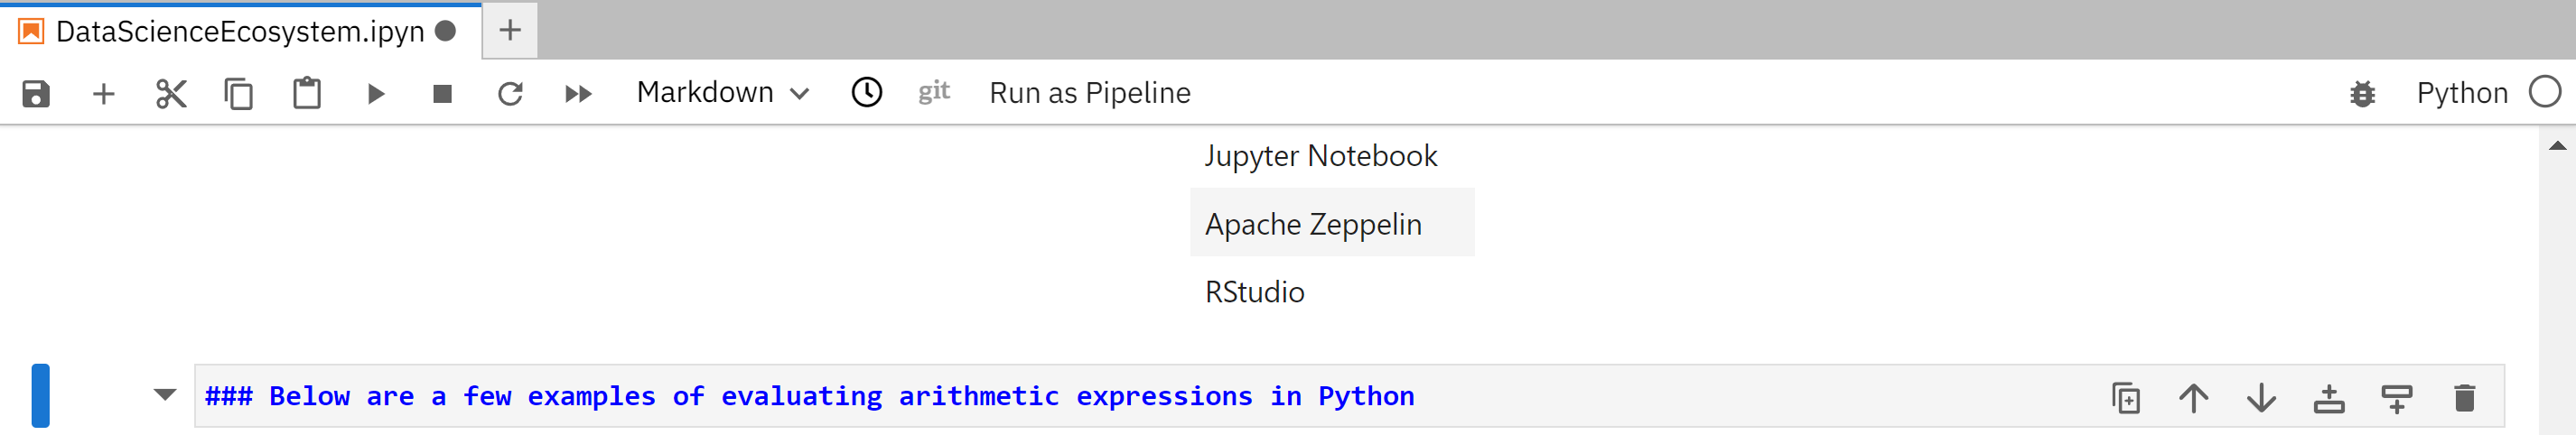 DataScienceEcosystem.ipyn
Markdown git Run as Pipeline Python
Jupyter Notebook
Apache Zeppelin
RStudio
### Below are a few examples of evaluating arithmetic expressions in Python